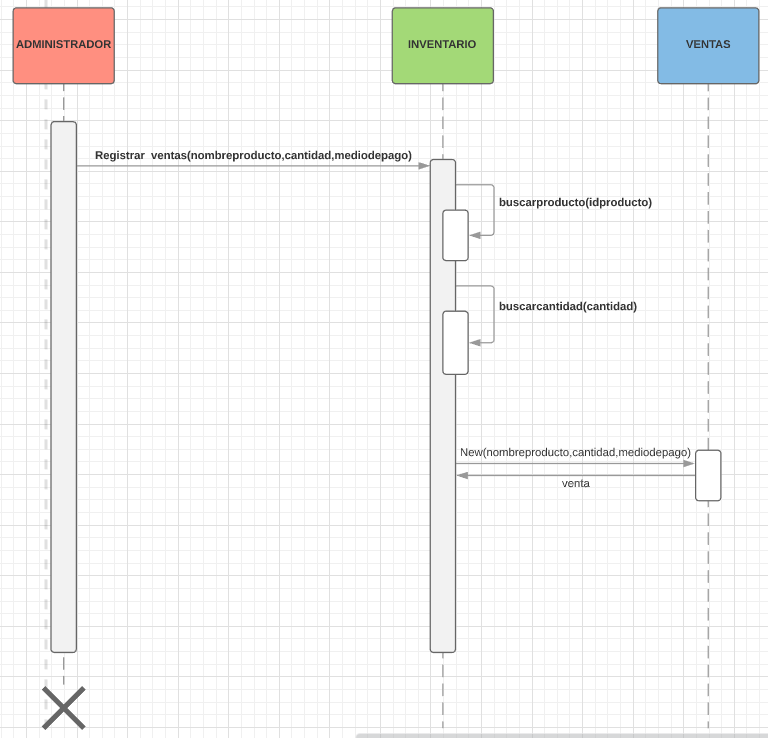 ADMINISTRADOR
INVENTARIO
VENTAS
Registrar ventas(nombreproducto,cantidad,mediodepago)
buscarproducto(idproducto)
buscarcantidad(cantidad)
New(nombreproducto,cantidad,mediodepago)
venta